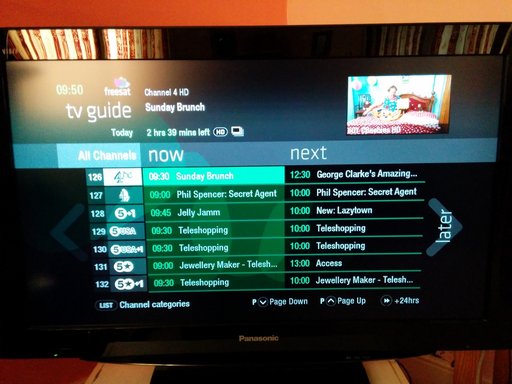 09:50
freesat
Channel 4 HD
tv guide
Sunday Brunch
Today
2 hrs 39 mins left HD
All Channels
now
next
126 4hd 09:30 Sunday Brunch 12:30 George Clarke's Amazing...
127 4 09:00 Phil Spencer: Secret Agent 10:00 Phil Spencer: Secret Agent
128 5+1 09:45 Jelly Jamm 10:00 New: Lazytown
129 5USA 09:30 Teleshopping 10:00 Teleshopping
130 5USA+1 09:30 Teleshopping 10:00 Teleshopping
131 5★ 09:00 Jewellery Maker - Telesh... 13:00 Access
132 5★+1 09:30 Teleshopping 10:00 Jewellery Maker - Telesh...
later
LIST Channel categories P Page Down P Page Up +24hrs
Panasonic